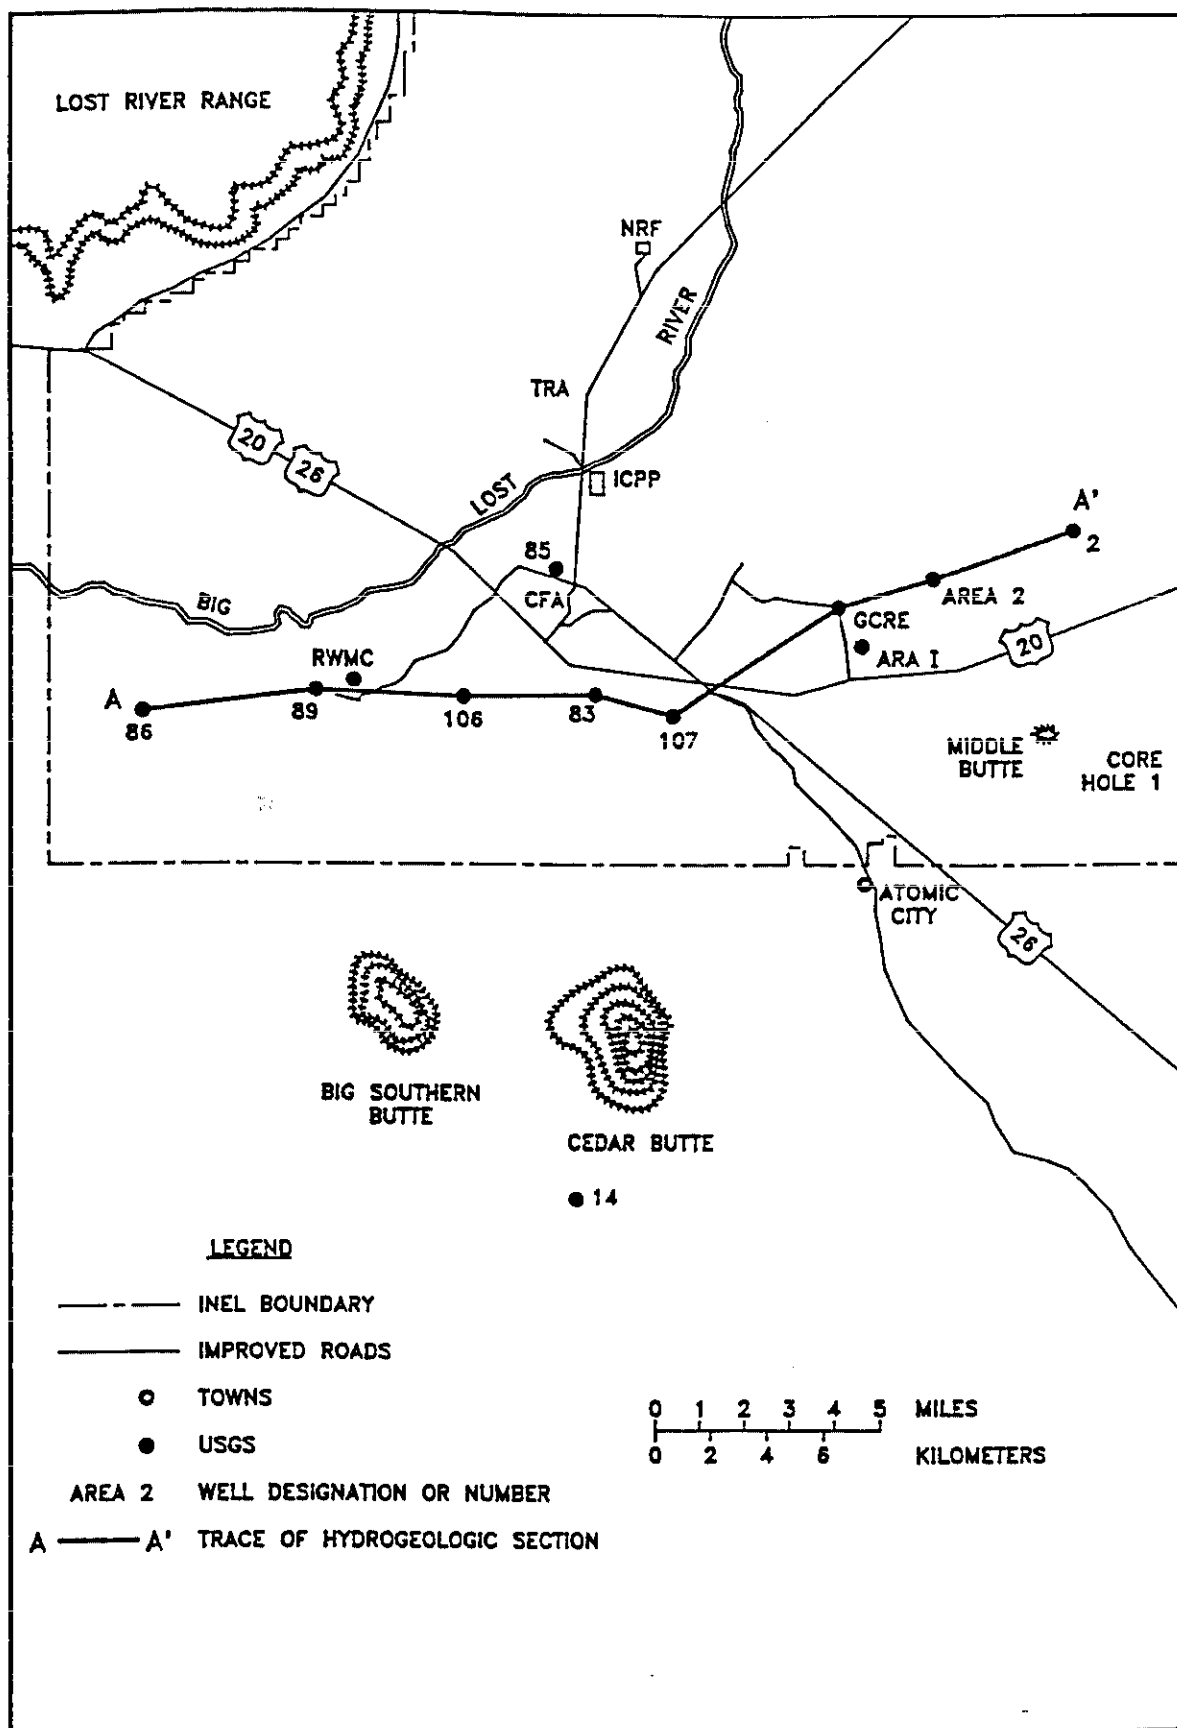 LOST RIVER RANGE
NRF
RIVER
TRA
20
26
LOST
ICPP
A'
2
85
BIG
CFA
AREA 2
GCRE
ARA I
20
RWMC
A
86
89
106
83
107
MIDDLE
BUTTE
CORE
HOLE 1
ATOMIC
CITY
26
BIG SOUTHERN
BUTTE
CEDAR BUTTE
14
LEGEND
INEL BOUNDARY
IMPROVED ROADS
TOWNS
USGS
AREA 2 WELL DESIGNATION OR NUMBER
A A' TRACE OF HYDROGEOLOGIC SECTION
0 1 2 3 4 5 MILES
0 2 4 6 KILOMETERS